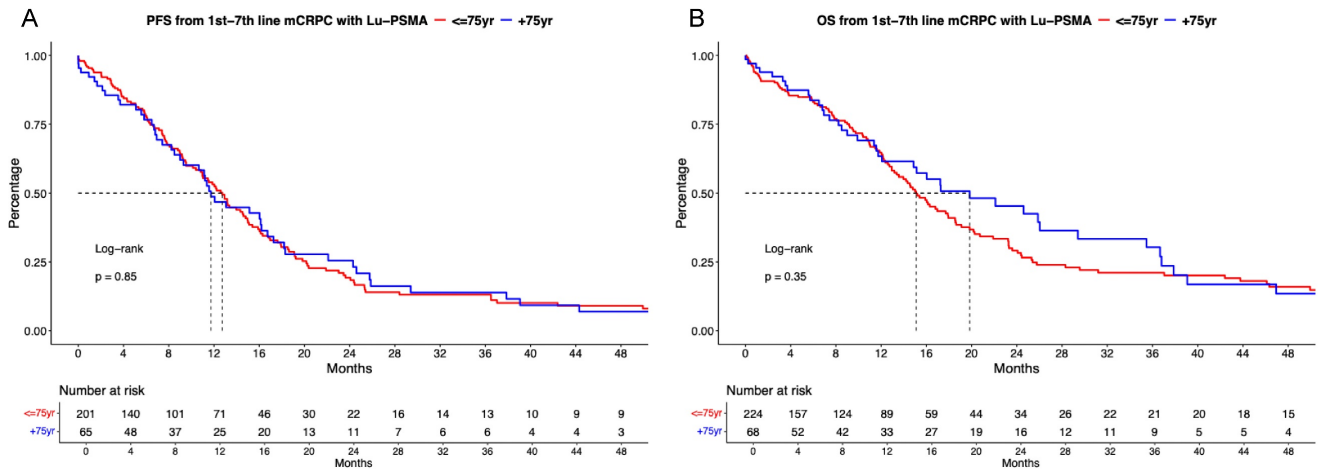 A
PFS from 1st−7th line mCRPC with Lu−PSMA <=75yr +75yr
Percentage
1.00
0.75
0.50
0.25
0.00
Log−rank
p = 0.85
0 4 8 12 16 20 24 28 32 36 40 44 48
Months
Number at risk
<=75yr 201 140 101 71 46 30 22 16 14 13 10 9 9
+75yr 65 48 37 25 20 13 11 7 6 6 4 4 3
0 4 8 12 16 20 24 28 32 36 40 44 48
Months
B
OS from 1st−7th line mCRPC with Lu−PSMA <=75yr +75yr
Percentage
1.00
0.75
0.50
0.25
0.00
Log−rank
p = 0.35
0 4 8 12 16 20 24 28 32 36 40 44 48
Months
Number at risk
<=75yr 224 157 124 89 59 44 34 26 22 21 20 18 15
+75yr 68 52 42 33 27 19 16 12 11 9 5 5 4
0 4 8 12 16 20 24 28 32 36 40 44 48
Months